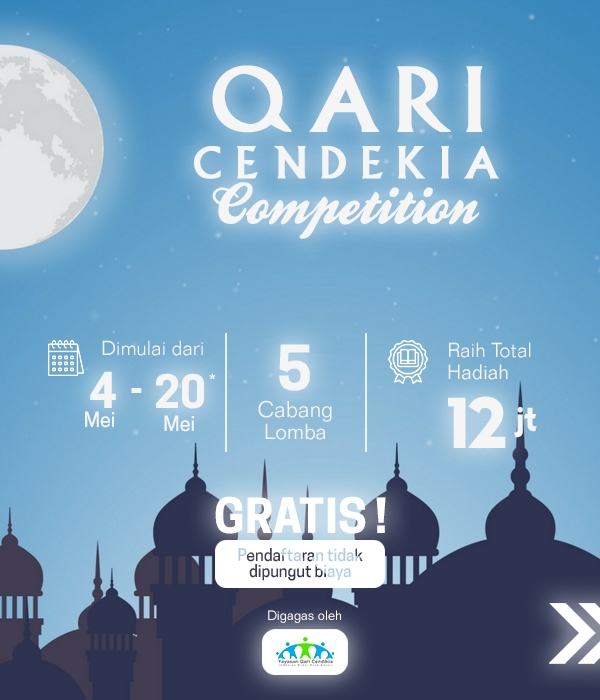 QARI
CENDEKIA
Competition
Dimulai dari
4 - 20*
Mei Mei
5
Cabang
Lomba
Raih Total
Hadiah
12 jt
GRATIS !
Pendaftaran tidak
dipungut biaya
Digagas oleh
Yayasan Qari Cendekia